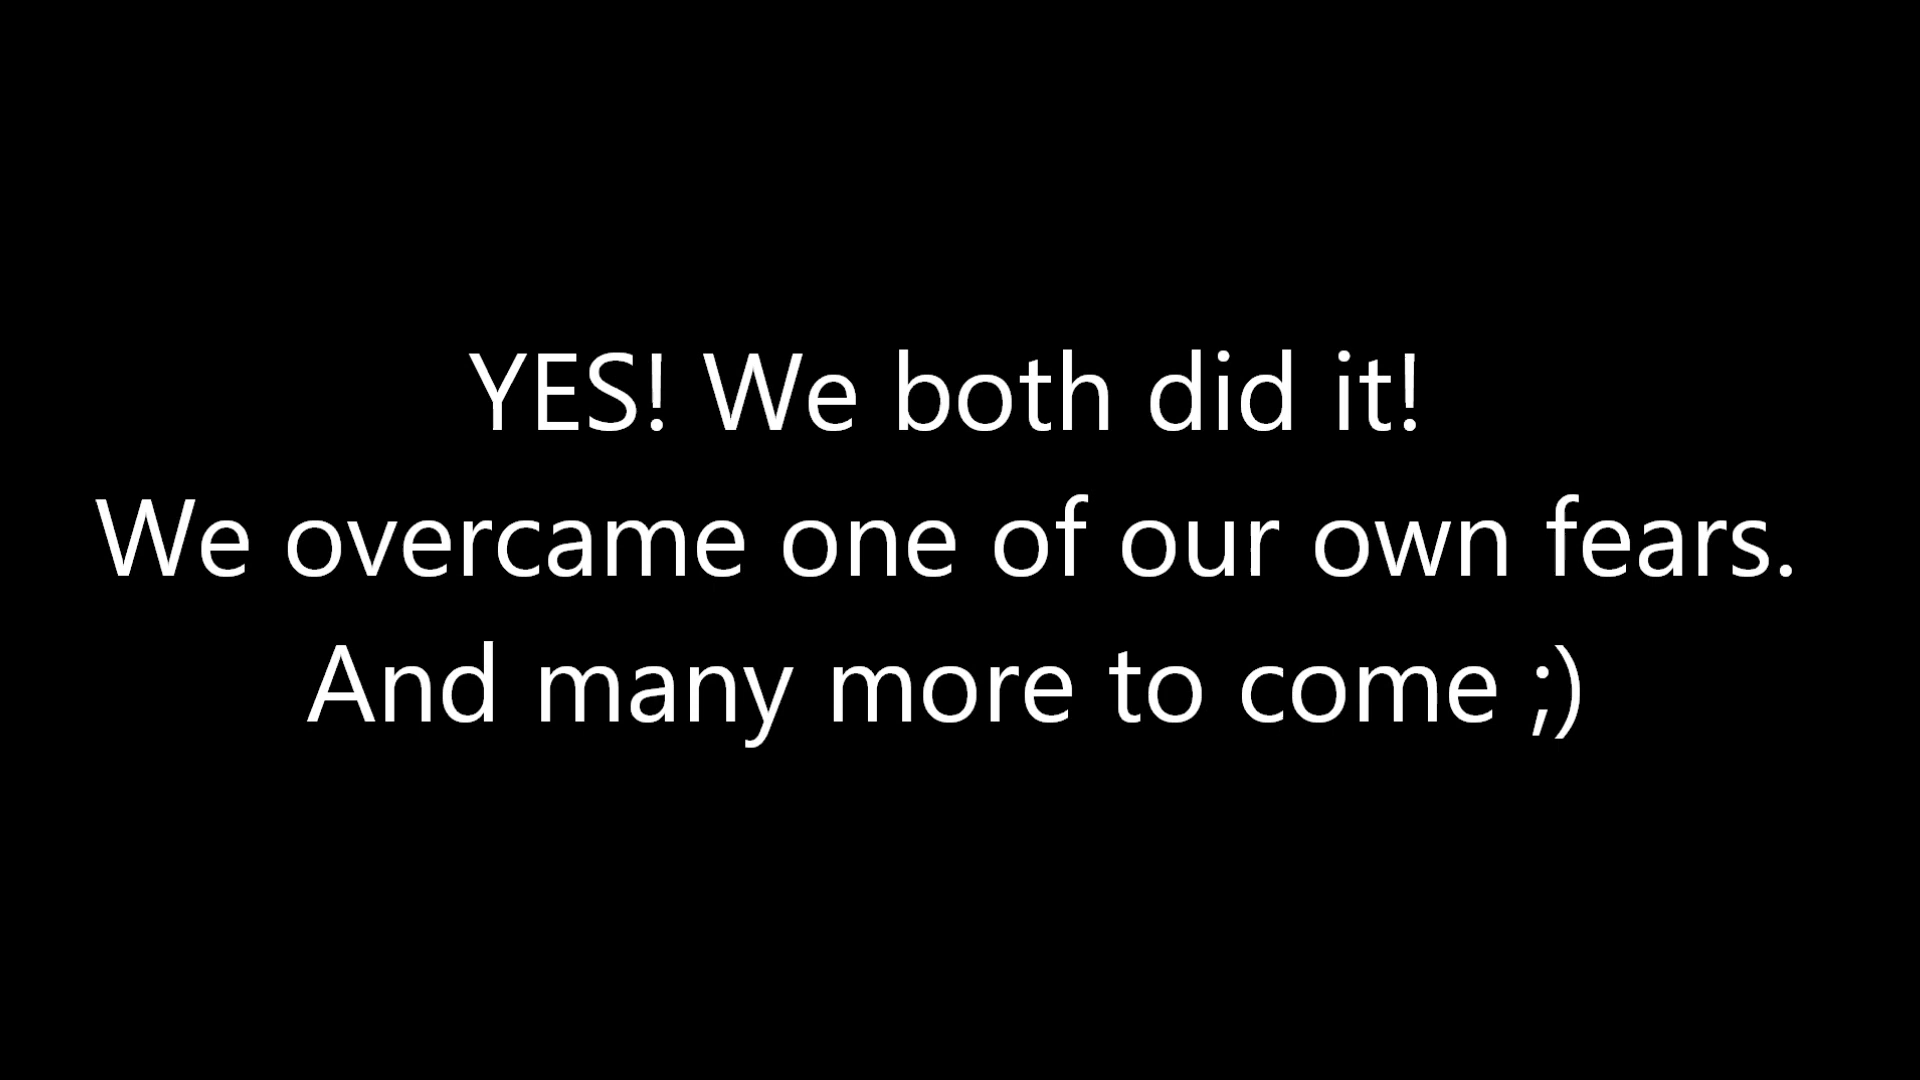 YES! We both did it!
We overcame one of our own fears.
And many more to come ;)